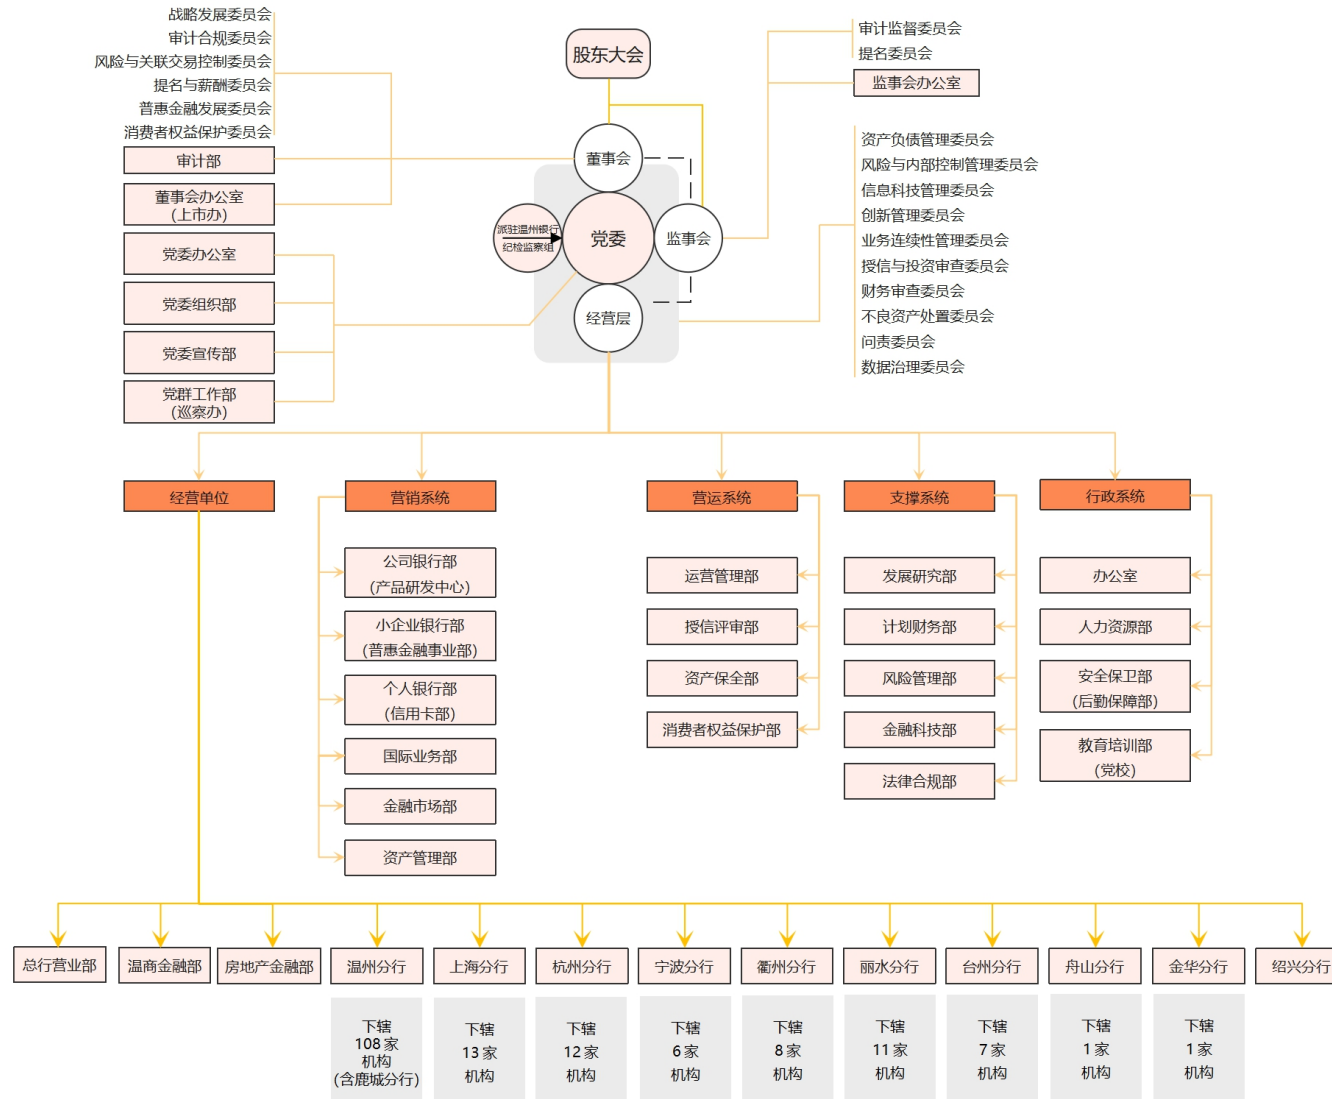 战略发展委员会
审计合规委员会
风险与关联交易控制委员会
提名与薪酬委员会
普惠金融发展委员会
消费者权益保护委员会
审计部
董事会办公室
(上市办)
党委办公室
党委组织部
党委宣传部
党群工作部
(巡察办)
股东大会
董事会
派驻温州银行
纪检监察组
党委
监事会
经营层
审计监督委员会
提名委员会
监事会办公室
资产负债管理委员会
风险与内部控制管理委员会
信息科技管理委员会
创新管理委员会
业务连续性管理委员会
授信与投资审查委员会
财务审查委员会
不良资产处置委员会
问责委员会
数据治理委员会
经营单位
营销系统
公司银行部
(产品研发中心)
小企业银行部
(普惠金融事业部)
个人银行部
(信用卡部)
国际业务部
金融市场部
资产管理部
营运系统
运营管理部
授信评审部
资产保全部
消费者权益保护部
支撑系统
发展研究部
计划财务部
风险管理部
金融科技部
法律合规部
行政系统
办公室
人力资源部
安全保卫部
(后勤保障部)
教育培训部
(党校)
总行营业部
温商金融部
房地产金融部
温州分行
下辖
108家
机构
(含鹿城分行)
上海分行
下辖
13家
机构
杭州分行
下辖
12家
机构
宁波分行
下辖
6家
机构
衢州分行
下辖
8家
机构
丽水分行
下辖
11家
机构
台州分行
下辖
7家
机构
舟山分行
下辖
1家
机构
金华分行
下辖
1家
机构
绍兴分行